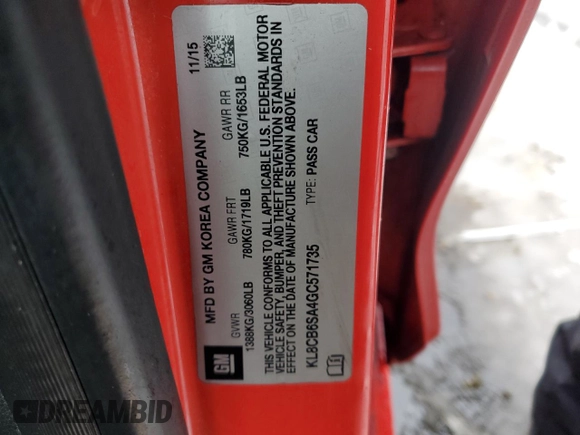 MFD BY GM KOREA COMPANY 11/15
GVWR GAWR FRT GAWR RR
1388KG/3060LB 780KG/1719LB 750KG/1653LB
THIS VEHICLE CONFORMS TO ALL APPLICABLE U.S. FEDERAL MOTOR
VEHICLE SAFETY, BUMPER, AND THEFT PREVENTION STANDARDS IN
EFFECT ON THE DATE OF MANUFACTURE SHOWN ABOVE.
KL8CB6SA4GC571735 TYPE: PASS CAR
GM
DREAMBID